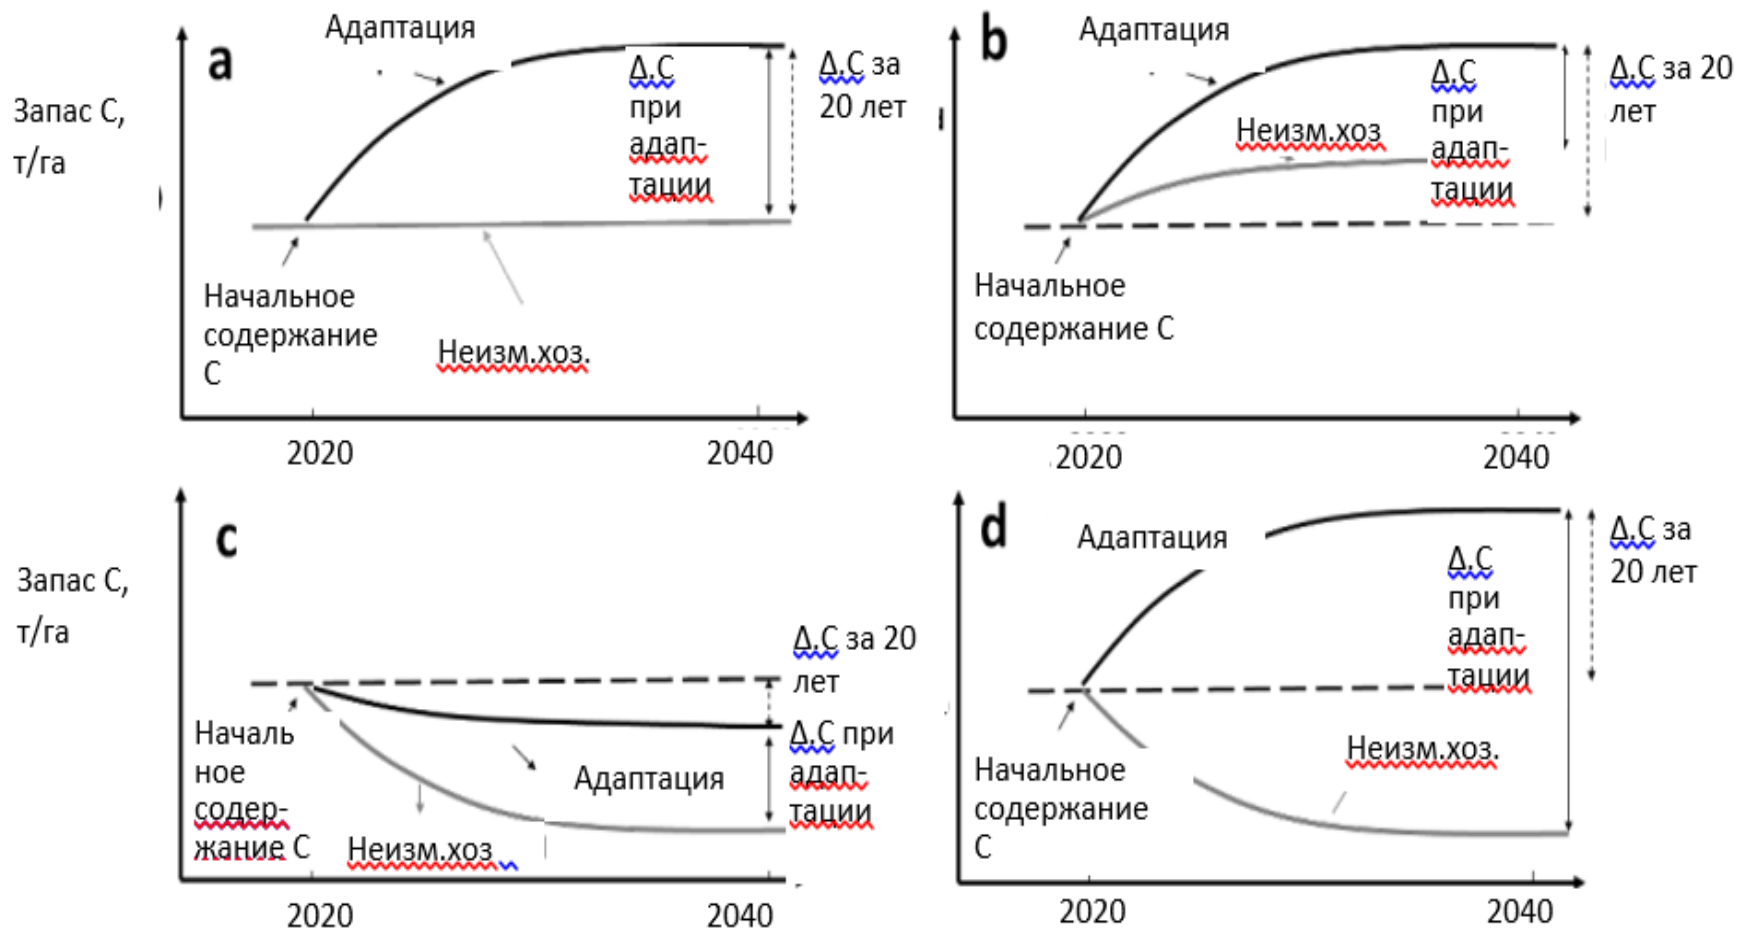 a
Адаптация
Запас С,
т/га
Δ.С
при
адап-
тации
Δ.С за
20 лет
Начальное
содержание
С
Неизм.хоз.
2020
2040
b
Адаптация
Неизм.хоз
Δ.С
при
адап-
тации
Δ.С за 20
лет
Начальное
содержание С
2020
2040
c
Запас С,
т/га
Δ.С за 20
лет
Началь
ное
содер-
жание С
Δ.С при
адап-
тации
Адаптация
Неизм.хоз
2020
2040
d
Адаптация
Δ.С
при
адап-
тации
Δ.С за
20 лет
Неизм.хоз.
Начальное
содержание
С
2020
2040